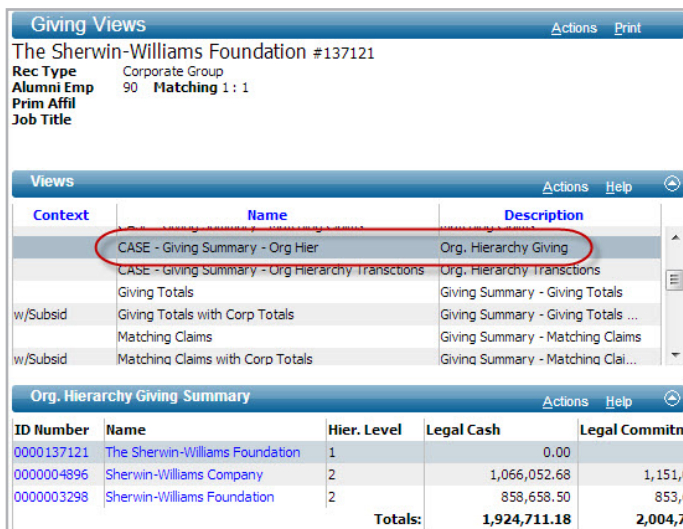 Giving Views Actions Print
The Sherwin-Williams Foundation #137121
Rec Type Corporate Group
Alumni Emp 90 Matching 1 : 1
Prim Affil
Job Title
Views Actions Help
Context Name Description
CASE - Giving Summary - Org Hier Org. Hierarchy Giving
CASE - Giving Summary - Org Hierarchy Transctions Org. Hierarchy Transctions
Giving Totals Giving Summary - Giving Totals
w/Subsid Giving Totals with Corp Totals Giving Summary - Giving Totals ...
Matching Claims Giving Summary - Matching Claims
w/Subsid Matching Claims with Corp Totals Giving Summary - Matching Clai...
Org. Hierarchy Giving Summary Actions Help
ID Number Name Hier. Level Legal Cash Legal Commitm
0000137121 The Sherwin-Williams Foundation 1 0.00
0000004896 Sherwin-Williams Company 2 1,066,052.68 1,151,
0000003298 Sherwin-Williams Foundation 2 858,658.50 853,
Totals: 1,924,711.18 2,004,7